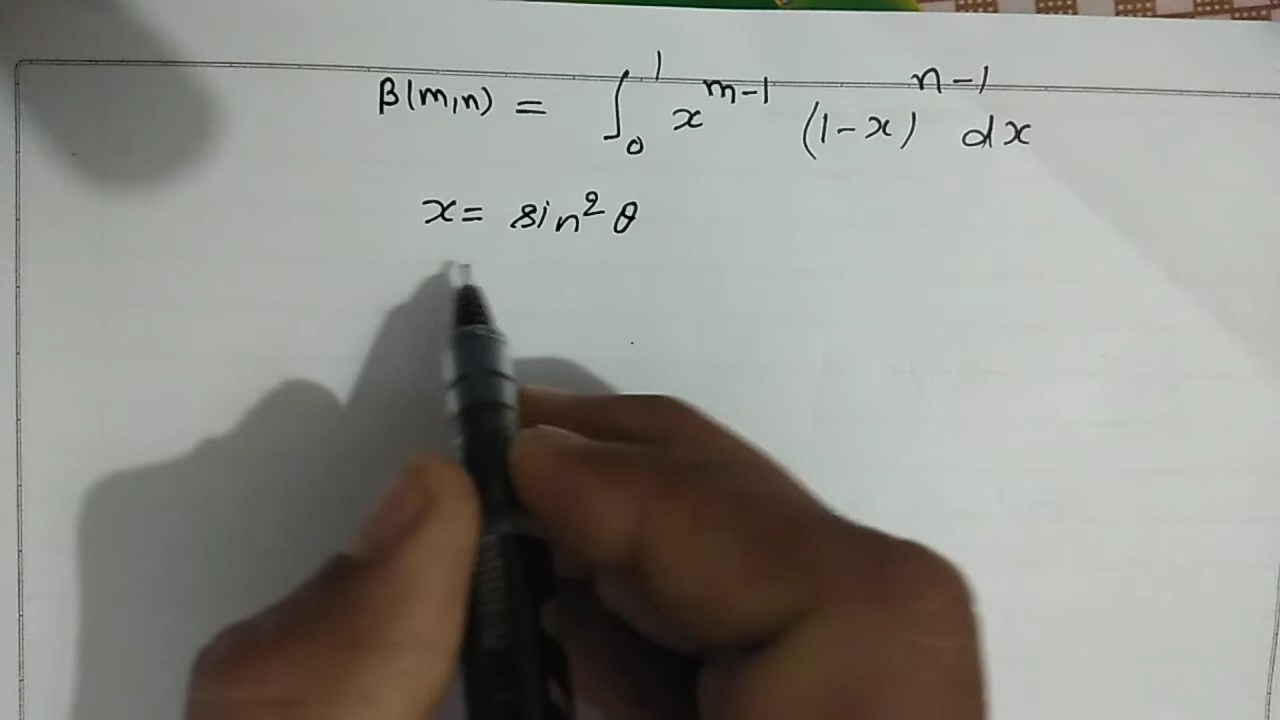 β(m,n) = ∫₀¹ x^{m-1} (1-x)^{n-1} dx
x = sin²θ